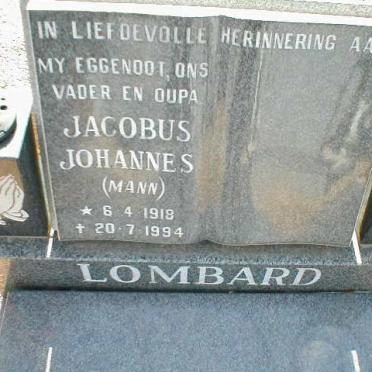 IN LIEFDEVOLLE HERINNERING AA
MY EGGENOOT, ONS
VADER EN OUPA
JACOBUS
JOHANNES
(MANN)
★ 6-4-1918
✝ 20-7-1994
LOMBARD